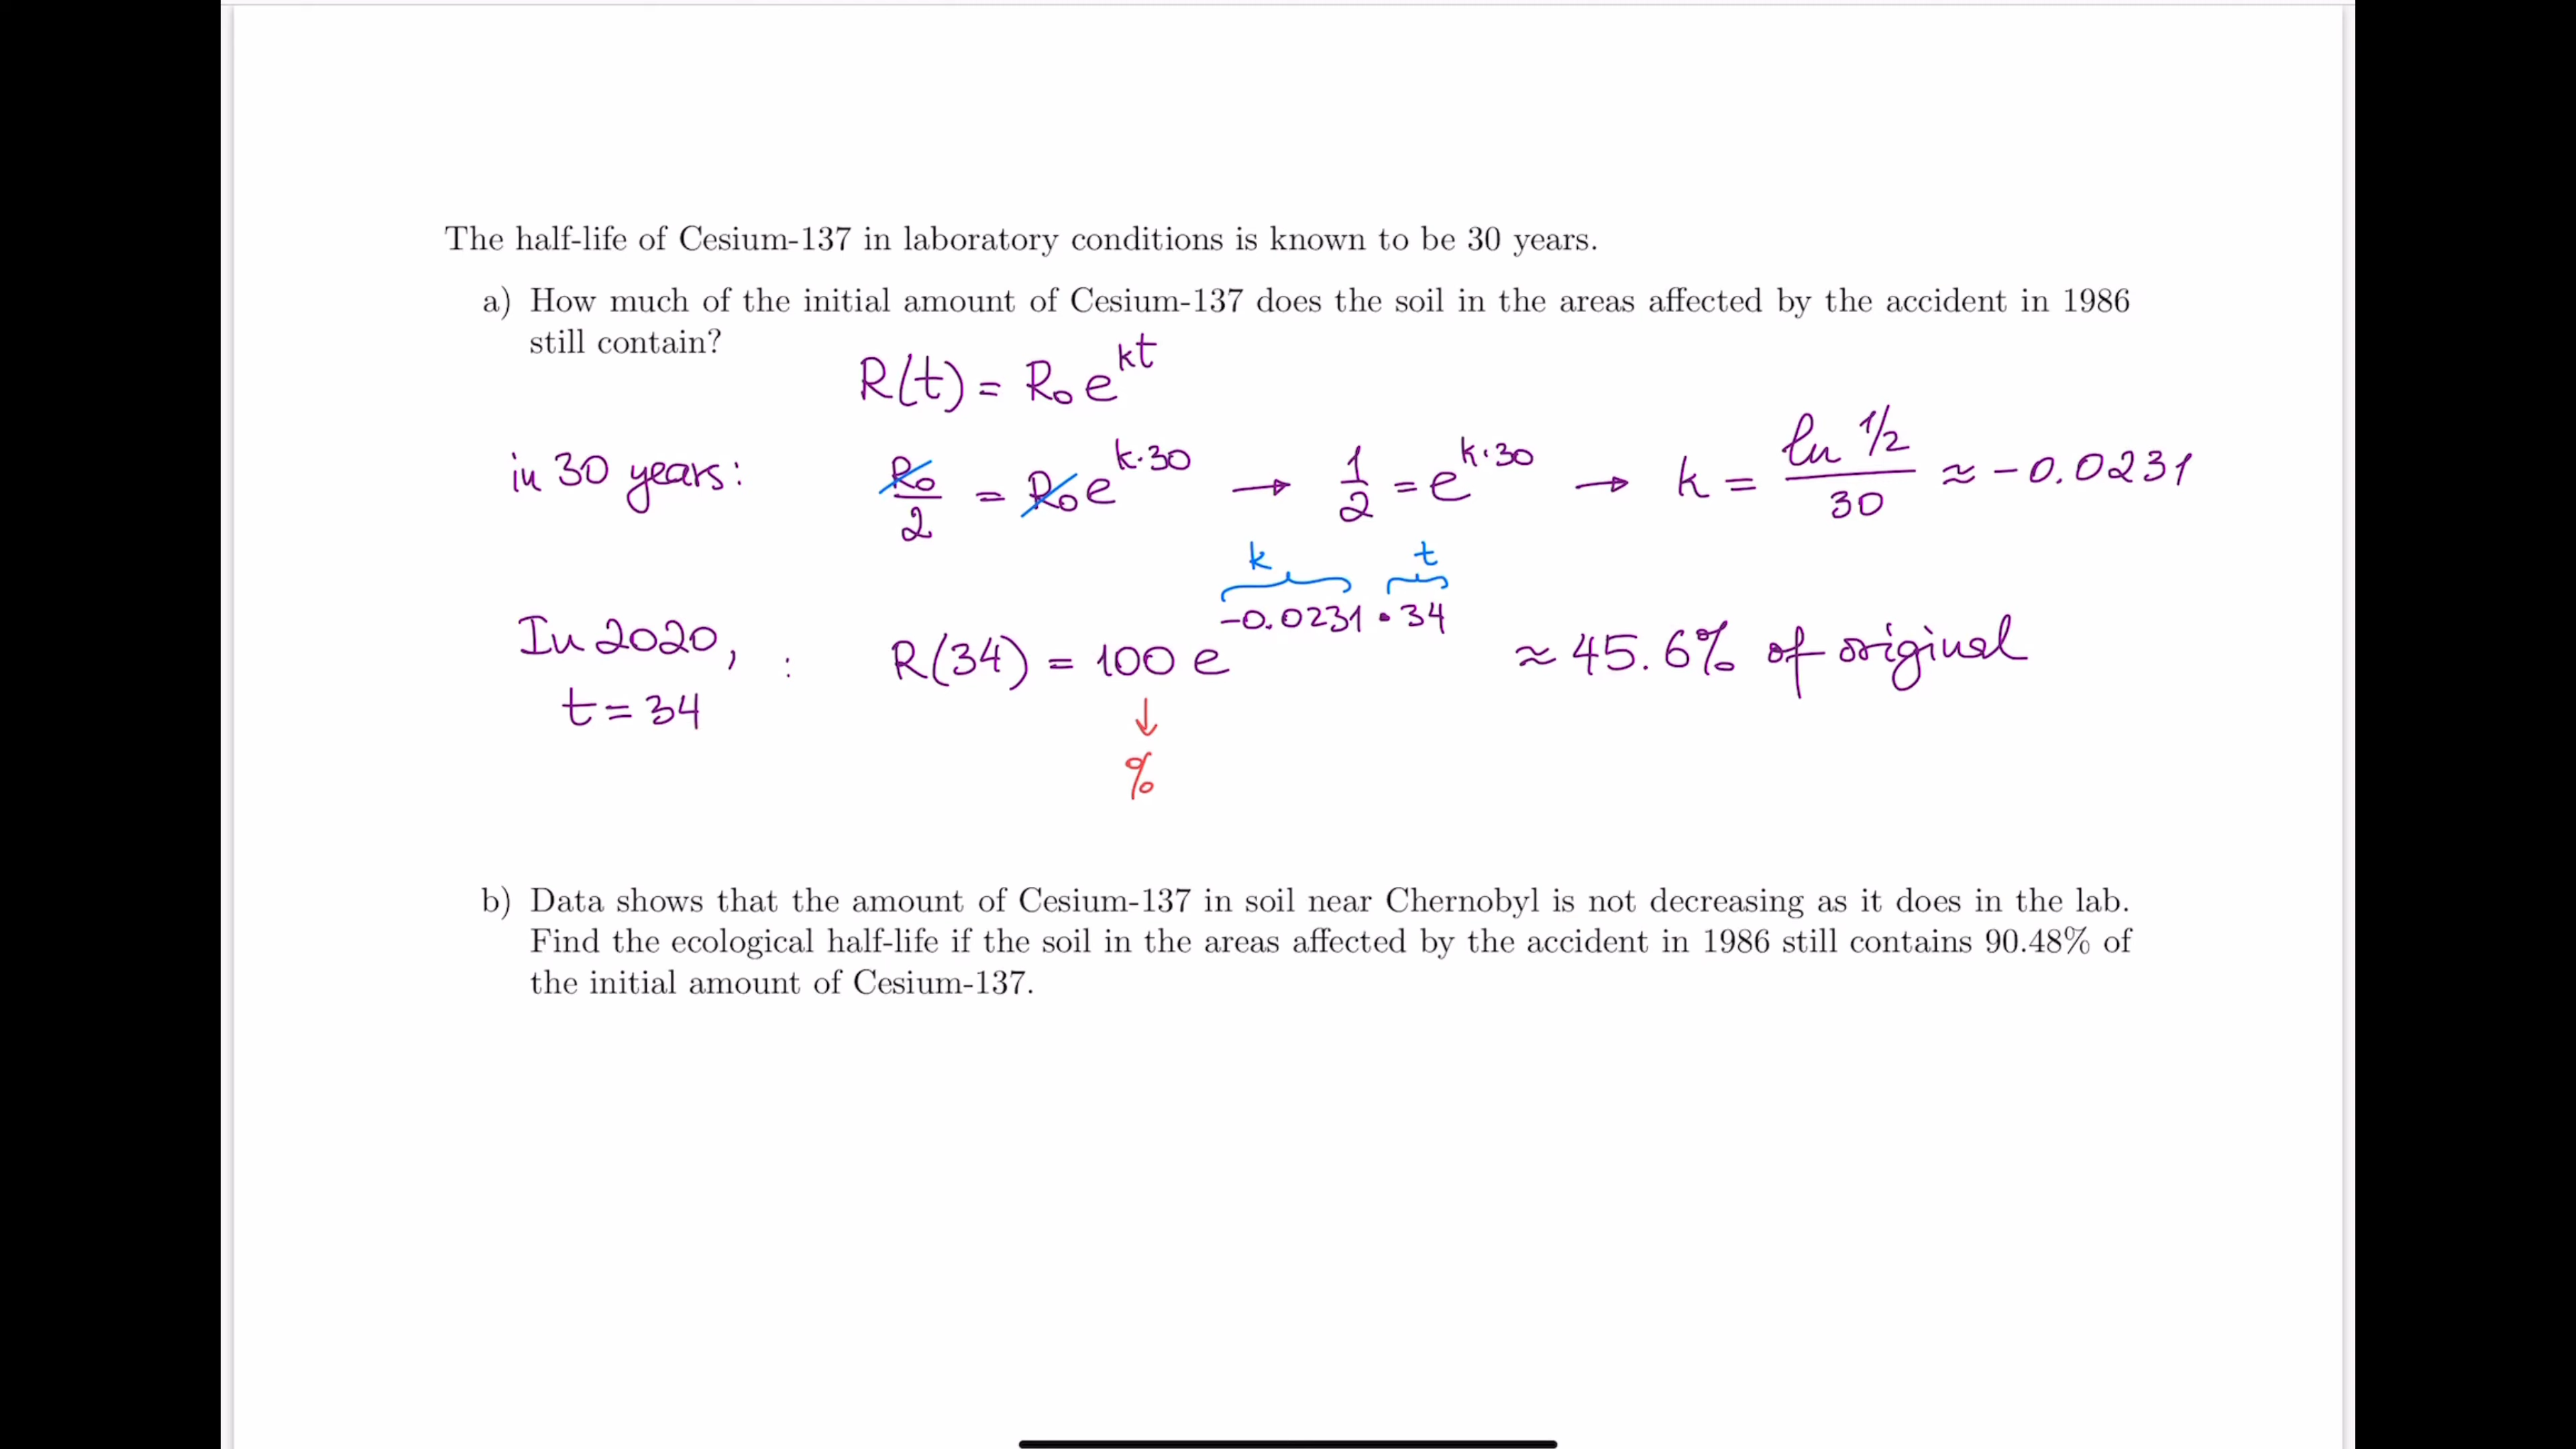 The half-life of Cesium-137 in laboratory conditions is known to be 30 years.
a) How much of the initial amount of Cesium-137 does the soil in the areas affected by the accident in 1986
still contain?
R(t) = R₀ e^kt
in 30 years: R₀/2 = R₀ e^k·30 → 1/2 = e^k·30 → k = ln 1/2 / 30 ≈ -0.0231
k t
In 2020, : R(34) = 100 e^-0.0231 · 34 ≈ 45.6% of original
t = 34
↓
%
b) Data shows that the amount of Cesium-137 in soil near Chernobyl is not decreasing as it does in the lab.
Find the ecological half-life if the soil in the areas affected by the accident in 1986 still contains 90.48% of
the initial amount of Cesium-137.